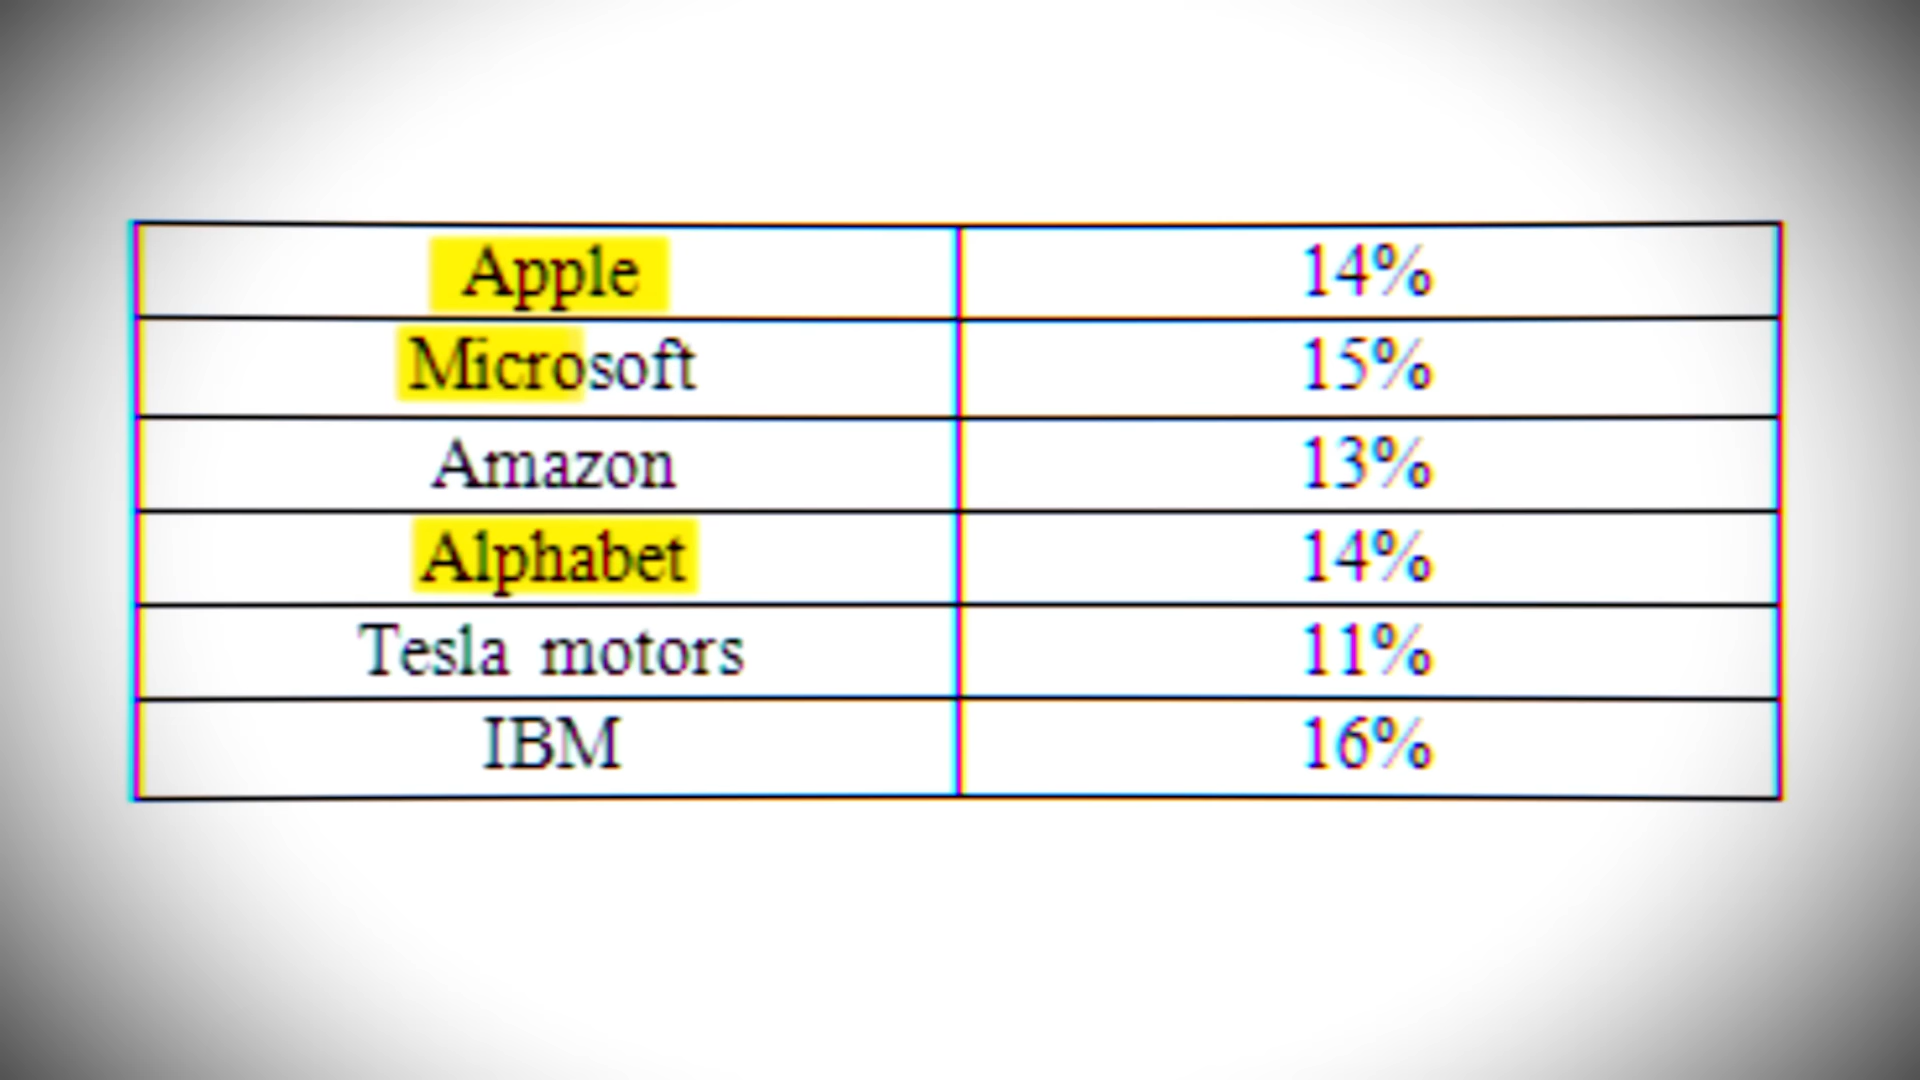 Apple 14%
Microsoft 15%
Amazon 13%
Alphabet 14%
Tesla motors 11%
IBM 16%